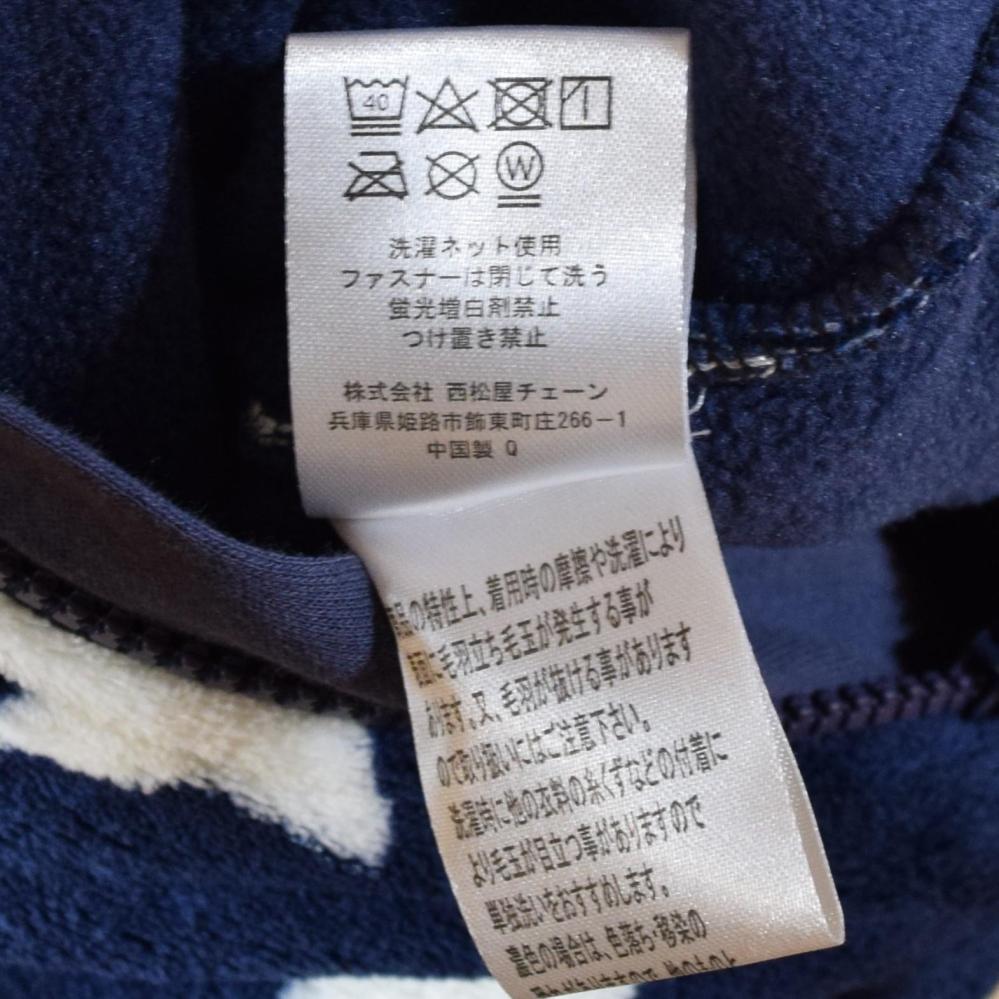 40
W
洗濯ネット使用
ファスナーは閉じて洗う
蛍光増白剤禁止
つけ置き禁止
株式会社 西松屋チェーン
兵庫県姫路市飾東町庄266－1
中国製 Q
の特性上、着用時の摩擦や洗濯により
表面に毛羽立ち毛玉が発生する事が
あります。又、毛羽が抜ける事があります
ので取り扱いにはご注意下さい。
洗濯時に他の衣料の糸くずなどの付着に
より毛玉が目立つ事がありますので
単独洗いをおすすめします。
濃色の場合は、色落ち・移染の